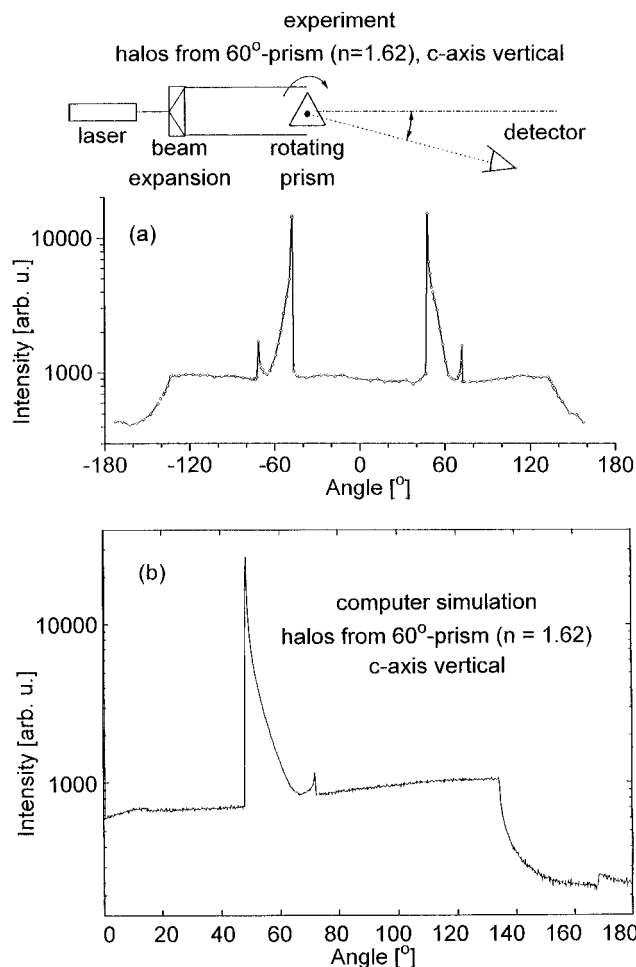 experiment
halos from 60°-prism (n=1.62), c-axis vertical
laser
beam
expansion
rotating
prism
detector
(a)
Intensity [arb. u.]
10000
1000
-180 -120 -60 0 60 120 180
Angle [°]
(b)
computer simulation
halos from 60°-prism (n = 1.62)
c-axis vertical
Intensity [arb. u.]
10000
1000
0 20 40 60 80 100 120 140 160 180
Angle [°]